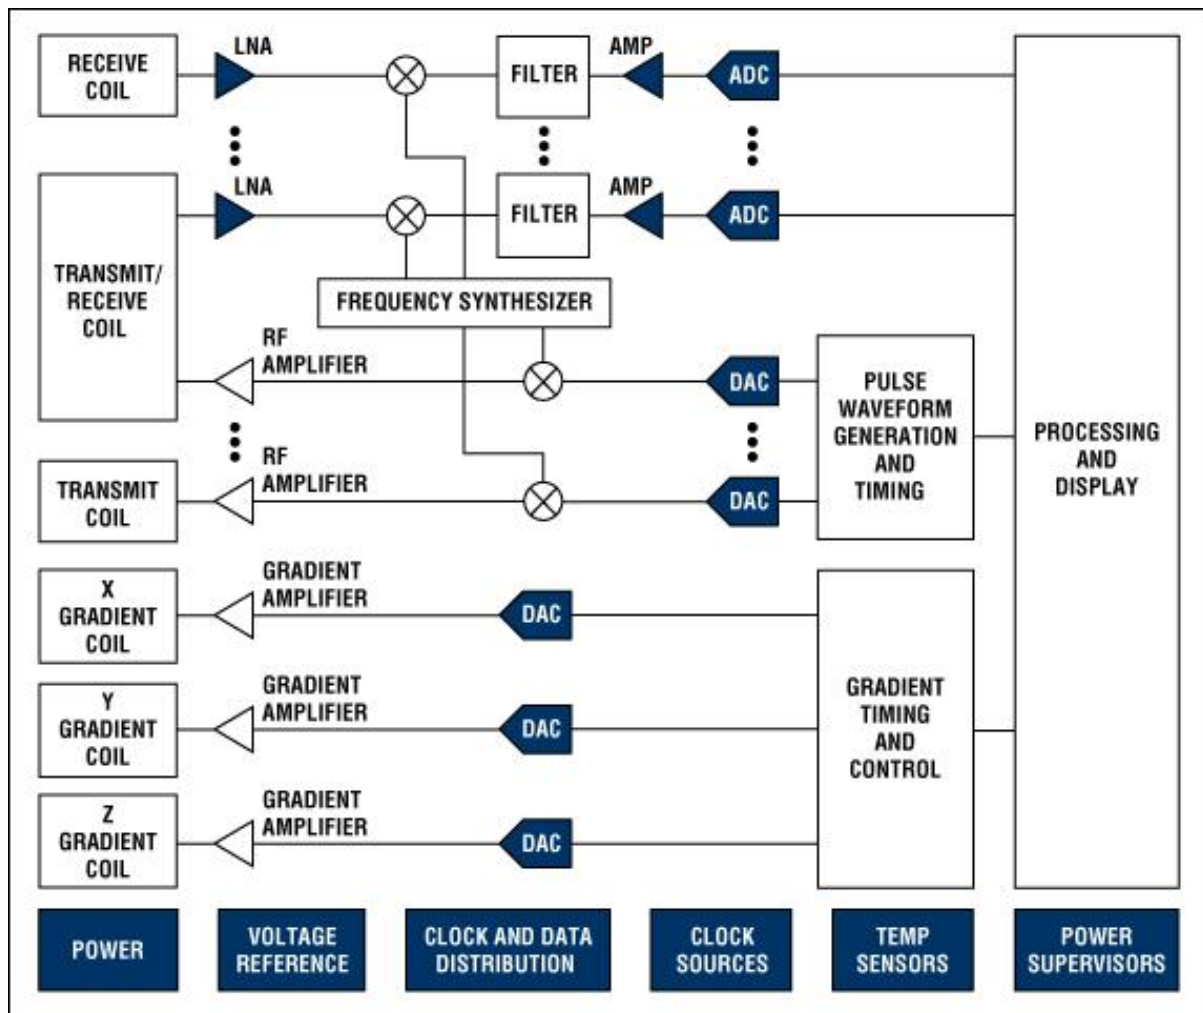 RECEIVE
COIL
LNA
FILTER
AMP
ADC
TRANSMIT/
RECEIVE
COIL
LNA
FILTER
AMP
ADC
FREQUENCY SYNTHESIZER
RF
AMPLIFIER
DAC
PULSE
WAVEFORM
GENERATION
AND
TIMING
PROCESSING
AND
DISPLAY
TRANSMIT
COIL
RF
AMPLIFIER
DAC
X
GRADIENT
COIL
GRADIENT
AMPLIFIER
DAC
Y
GRADIENT
COIL
GRADIENT
AMPLIFIER
DAC
GRADIENT
TIMING
AND
CONTROL
Z
GRADIENT
COIL
GRADIENT
AMPLIFIER
DAC
POWER
VOLTAGE
REFERENCE
CLOCK AND DATA
DISTRIBUTION
CLOCK
SOURCES
TEMP
SENSORS
POWER
SUPERVISORS